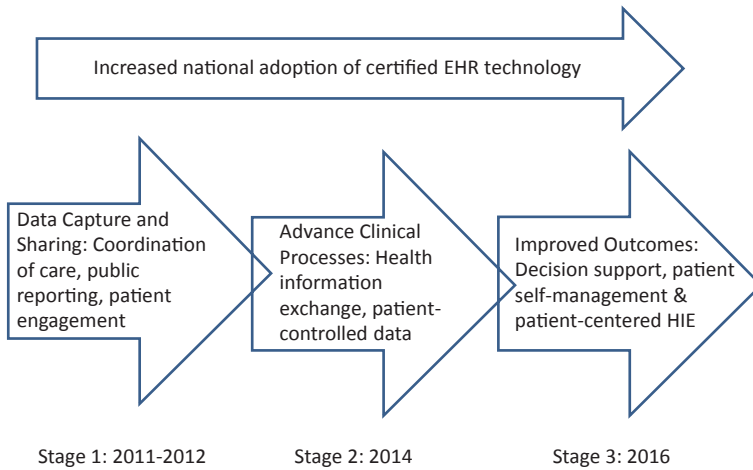 Increased national adoption of certified EHR technology
Data Capture and
Sharing: Coordination
of care, public
reporting, patient
engagement
Advance Clinical
Processes: Health
information
exchange, patient-
controlled data
Improved Outcomes:
Decision support, patient
self-management &
patient-centered HIE
Stage 1: 2011-2012
Stage 2: 2014
Stage 3: 2016